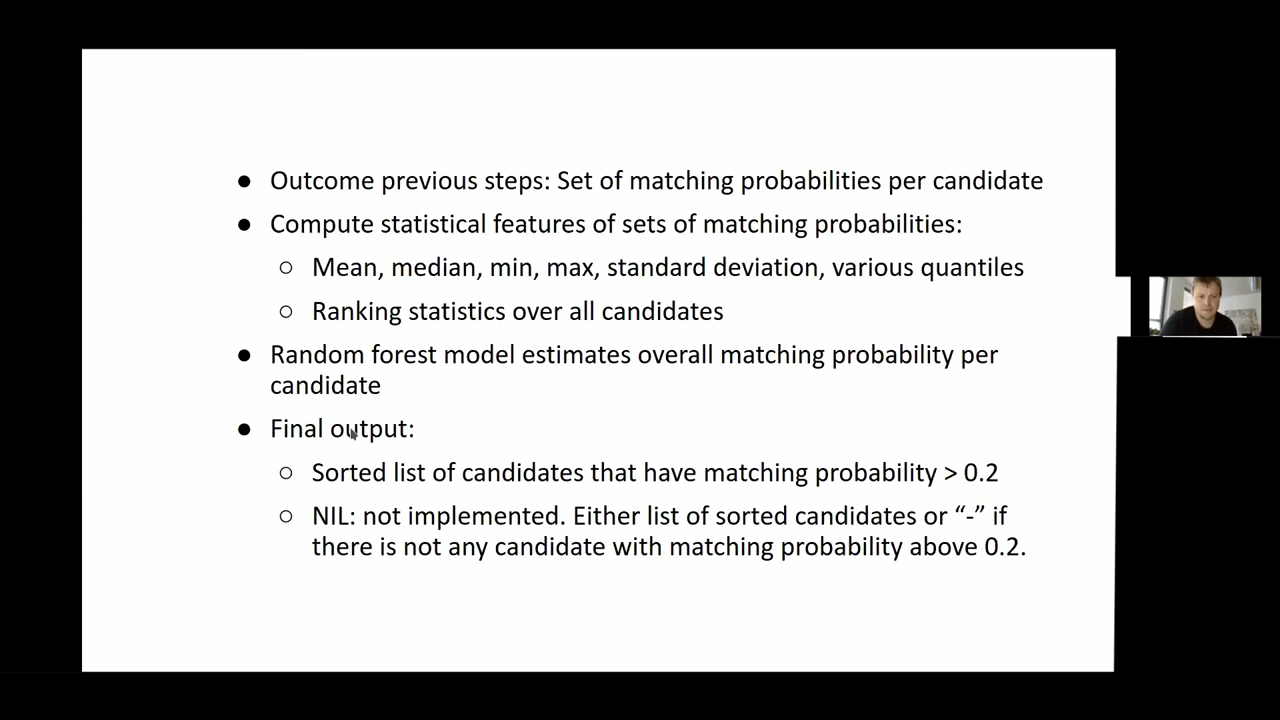 ● Outcome previous steps: Set of matching probabilities per candidate
● Compute statistical features of sets of matching probabilities:
○ Mean, median, min, max, standard deviation, various quantiles
○ Ranking statistics over all candidates
● Random forest model estimates overall matching probability per
candidate
● Final output:
○ Sorted list of candidates that have matching probability > 0.2
○ NIL: not implemented. Either list of sorted candidates or “-” if
there is not any candidate with matching probability above 0.2.